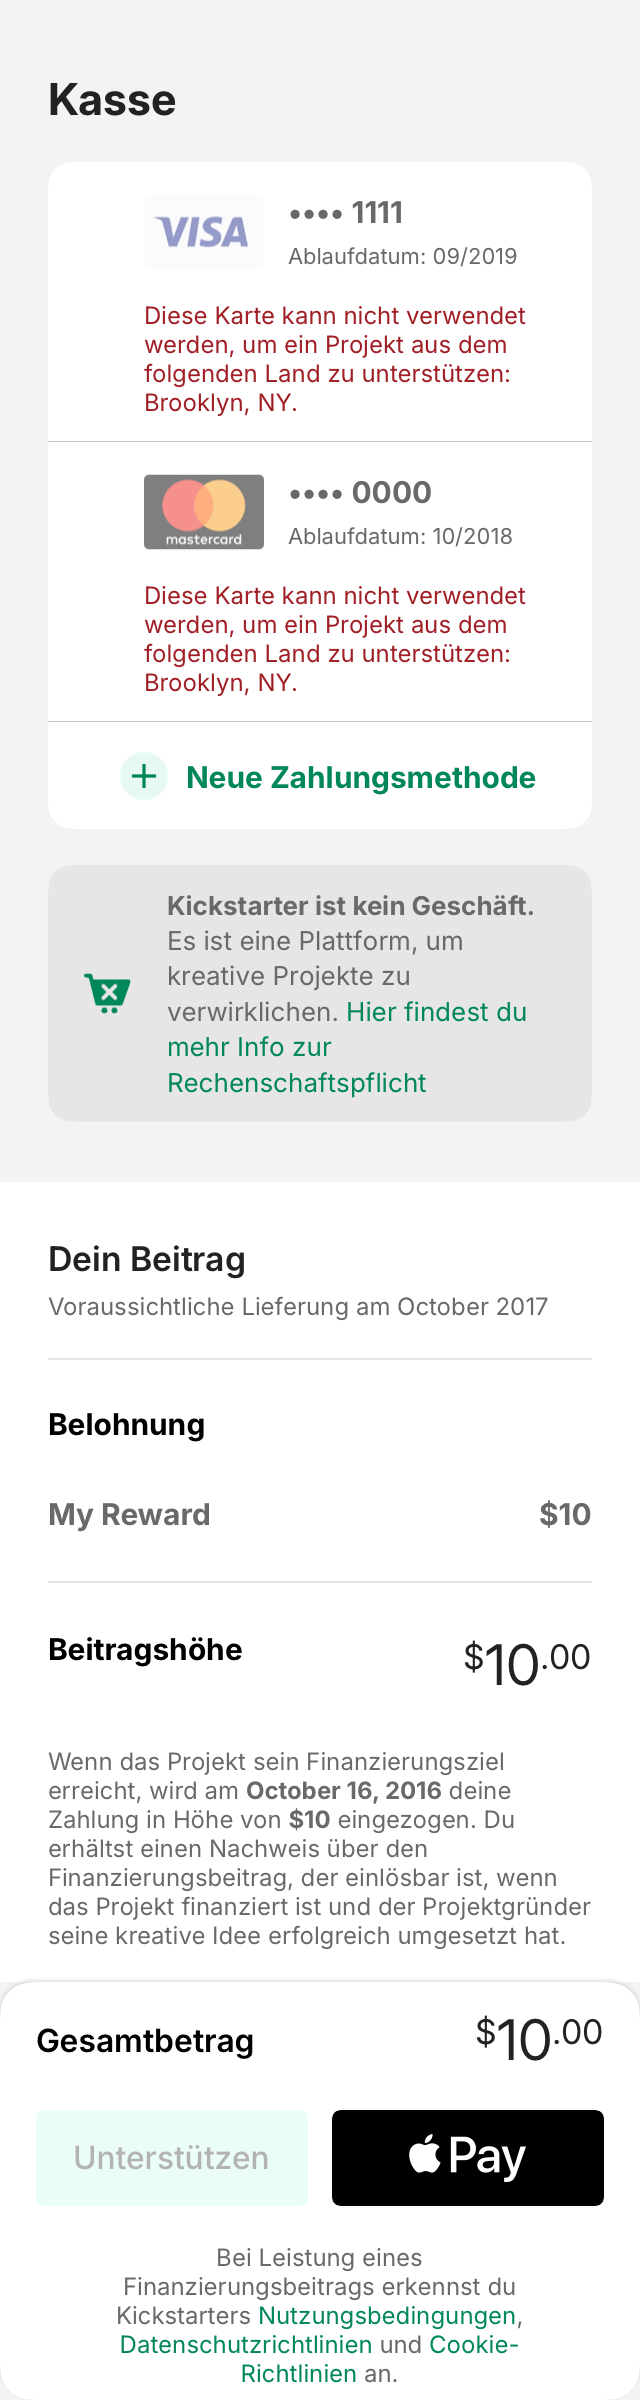 Kasse
VISA
•••• 1111
Ablaufdatum: 09/2019
Diese Karte kann nicht verwendet
werden, um ein Projekt aus dem
folgenden Land zu unterstützen:
Brooklyn, NY.
mastercard
•••• 0000
Ablaufdatum: 10/2018
Diese Karte kann nicht verwendet
werden, um ein Projekt aus dem
folgenden Land zu unterstützen:
Brooklyn, NY.
Neue Zahlungsmethode
Kickstarter ist kein Geschäft.
Es ist eine Plattform, um
kreative Projekte zu
verwirklichen. Hier findest du
mehr Info zur
Rechenschaftspflicht
Dein Beitrag
Voraussichtliche Lieferung am October 2017
Belohnung
My Reward $10
Beitragshöhe $10.00
Wenn das Projekt sein Finanzierungsziel
erreicht, wird am October 16, 2016 deine
Zahlung in Höhe von $10 eingezogen. Du
erhältst einen Nachweis über den
Finanzierungsbeitrag, der einlösbar ist, wenn
das Projekt finanziert ist und der Projektgründer
seine kreative Idee erfolgreich umgesetzt hat.
Gesamtbetrag $10.00
Unterstützen
Pay
Bei Leistung eines
Finanzierungsbeitrags erkennst du
Kickstarters Nutzungsbedingungen,
Datenschutzrichtlinien und Cookie-
Richtlinien an.